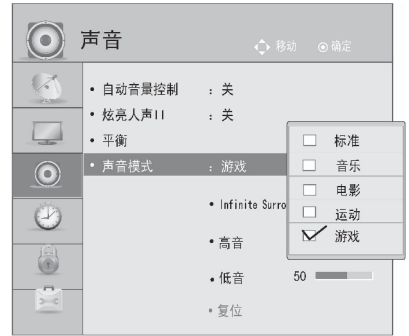 声音
移动 确定
• 自动音量控制 : 关
• 炫亮人声II : 关
• 平衡
• 声音模式 : 游戏
标准
音乐
电影
运动
游戏
• Infinite Surro
• 高音
• 低音 50
• 复位